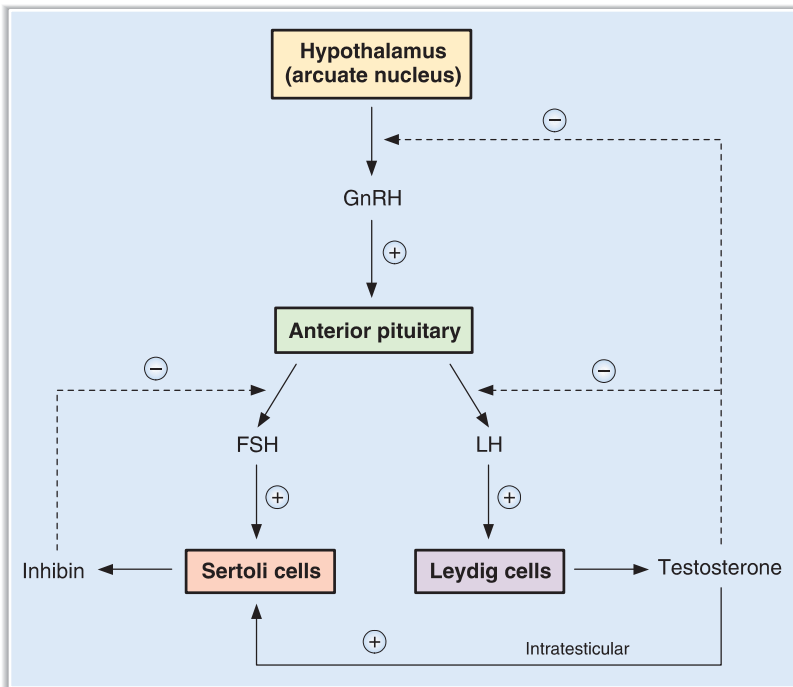 Hypothalamus
(arcuate nucleus)
−
GnRH
+
Anterior pituitary
−
−
FSH
LH
+
+
Inhibin
Sertoli cells
Leydig cells
Testosterone
+
Intratesticular